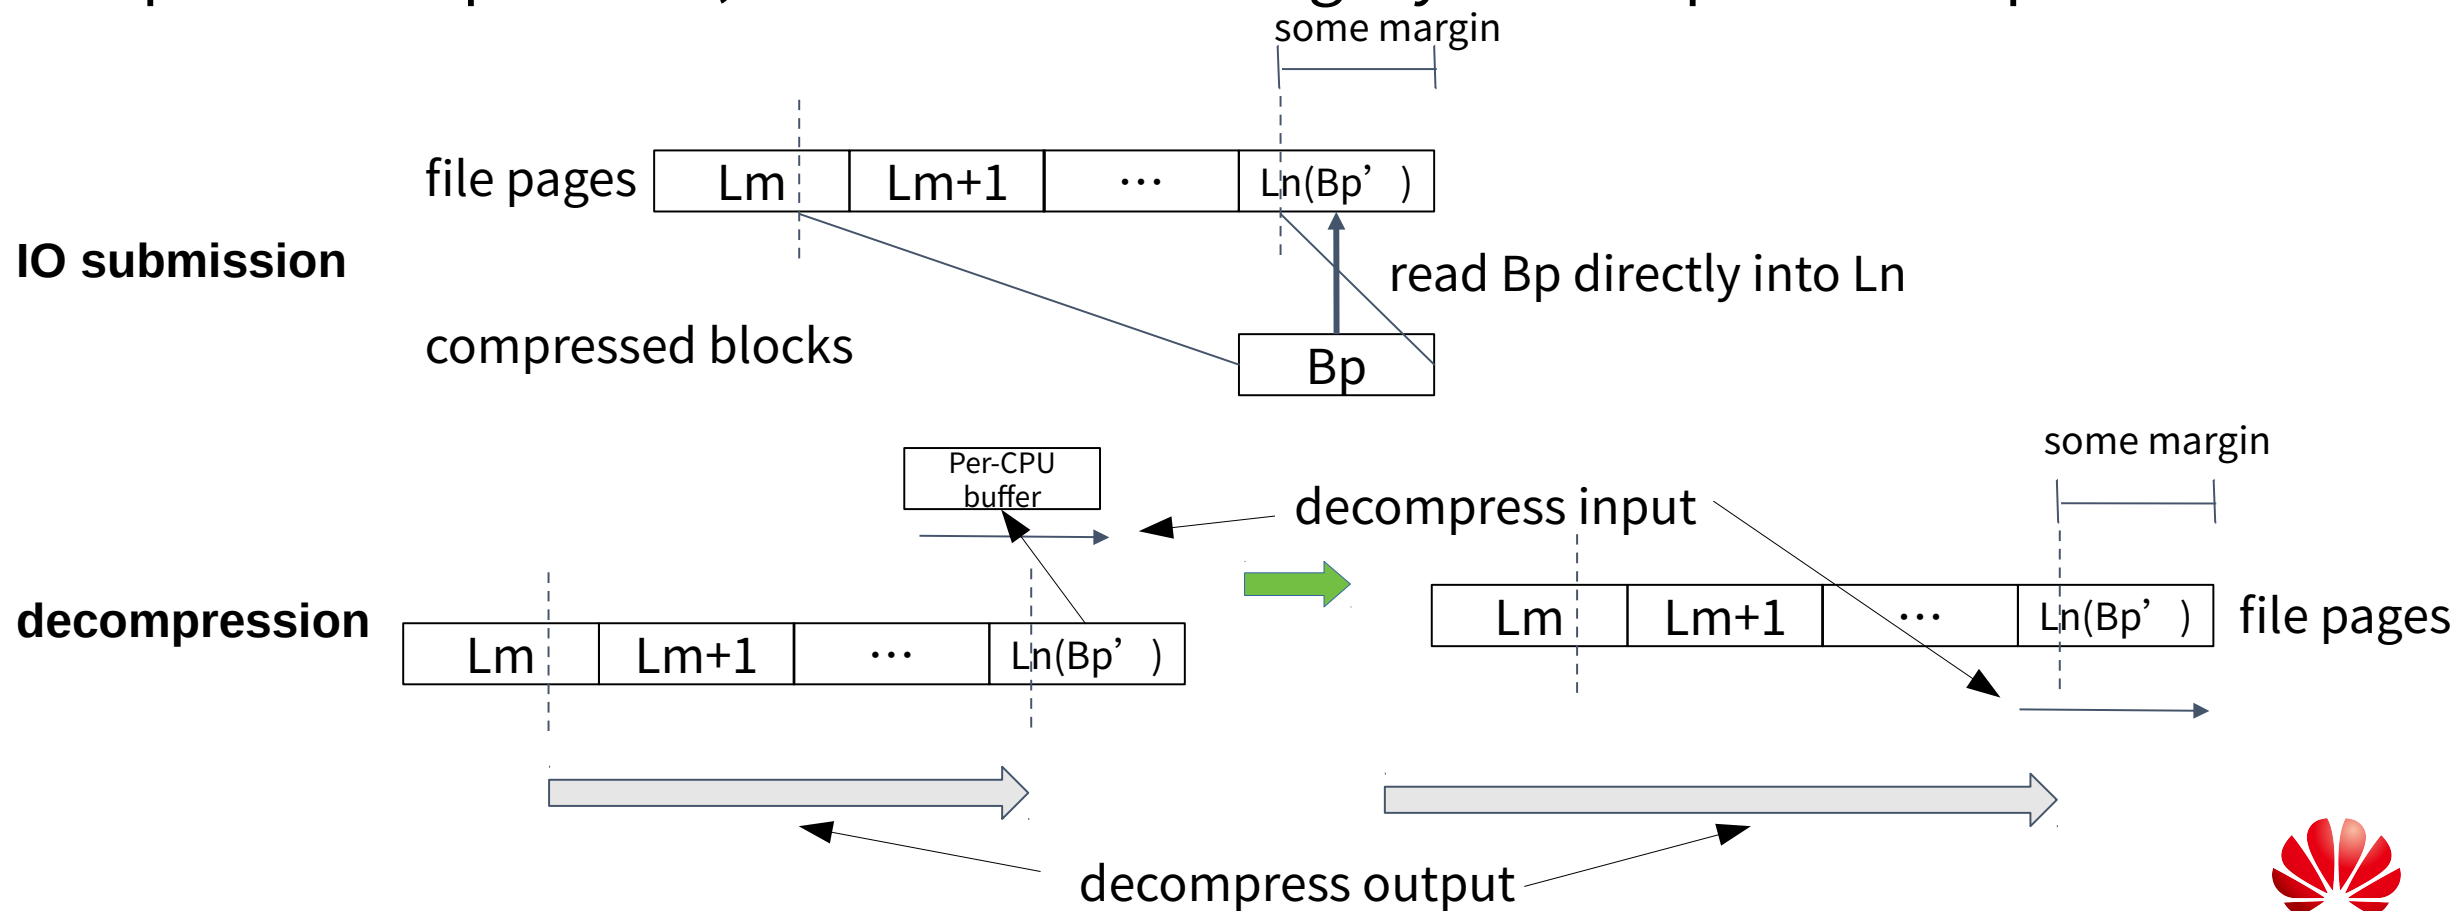 some margin
file pages
Lm
Lm+1
···
Ln(Bp’ )
IO submission
read Bp directly into Ln
compressed blocks
Bp
Per-CPU
buffer
some margin
decompress input
decompression
Lm
Lm+1
···
Ln(Bp’ )
Lm
Lm+1
···
Ln(Bp’ )
file pages
decompress output